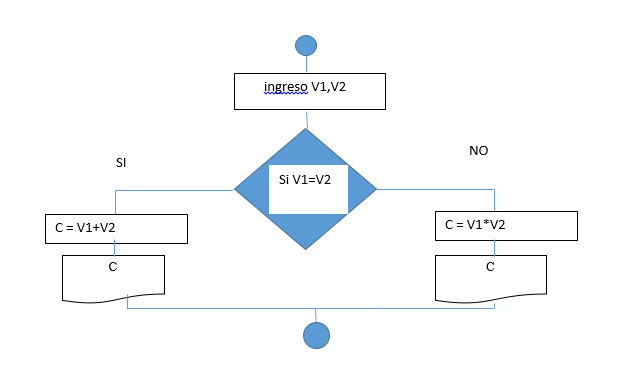 ingreso V1,V2
SI
NO
Si V1=V2
C = V1+V2
C = V1*V2
C
C